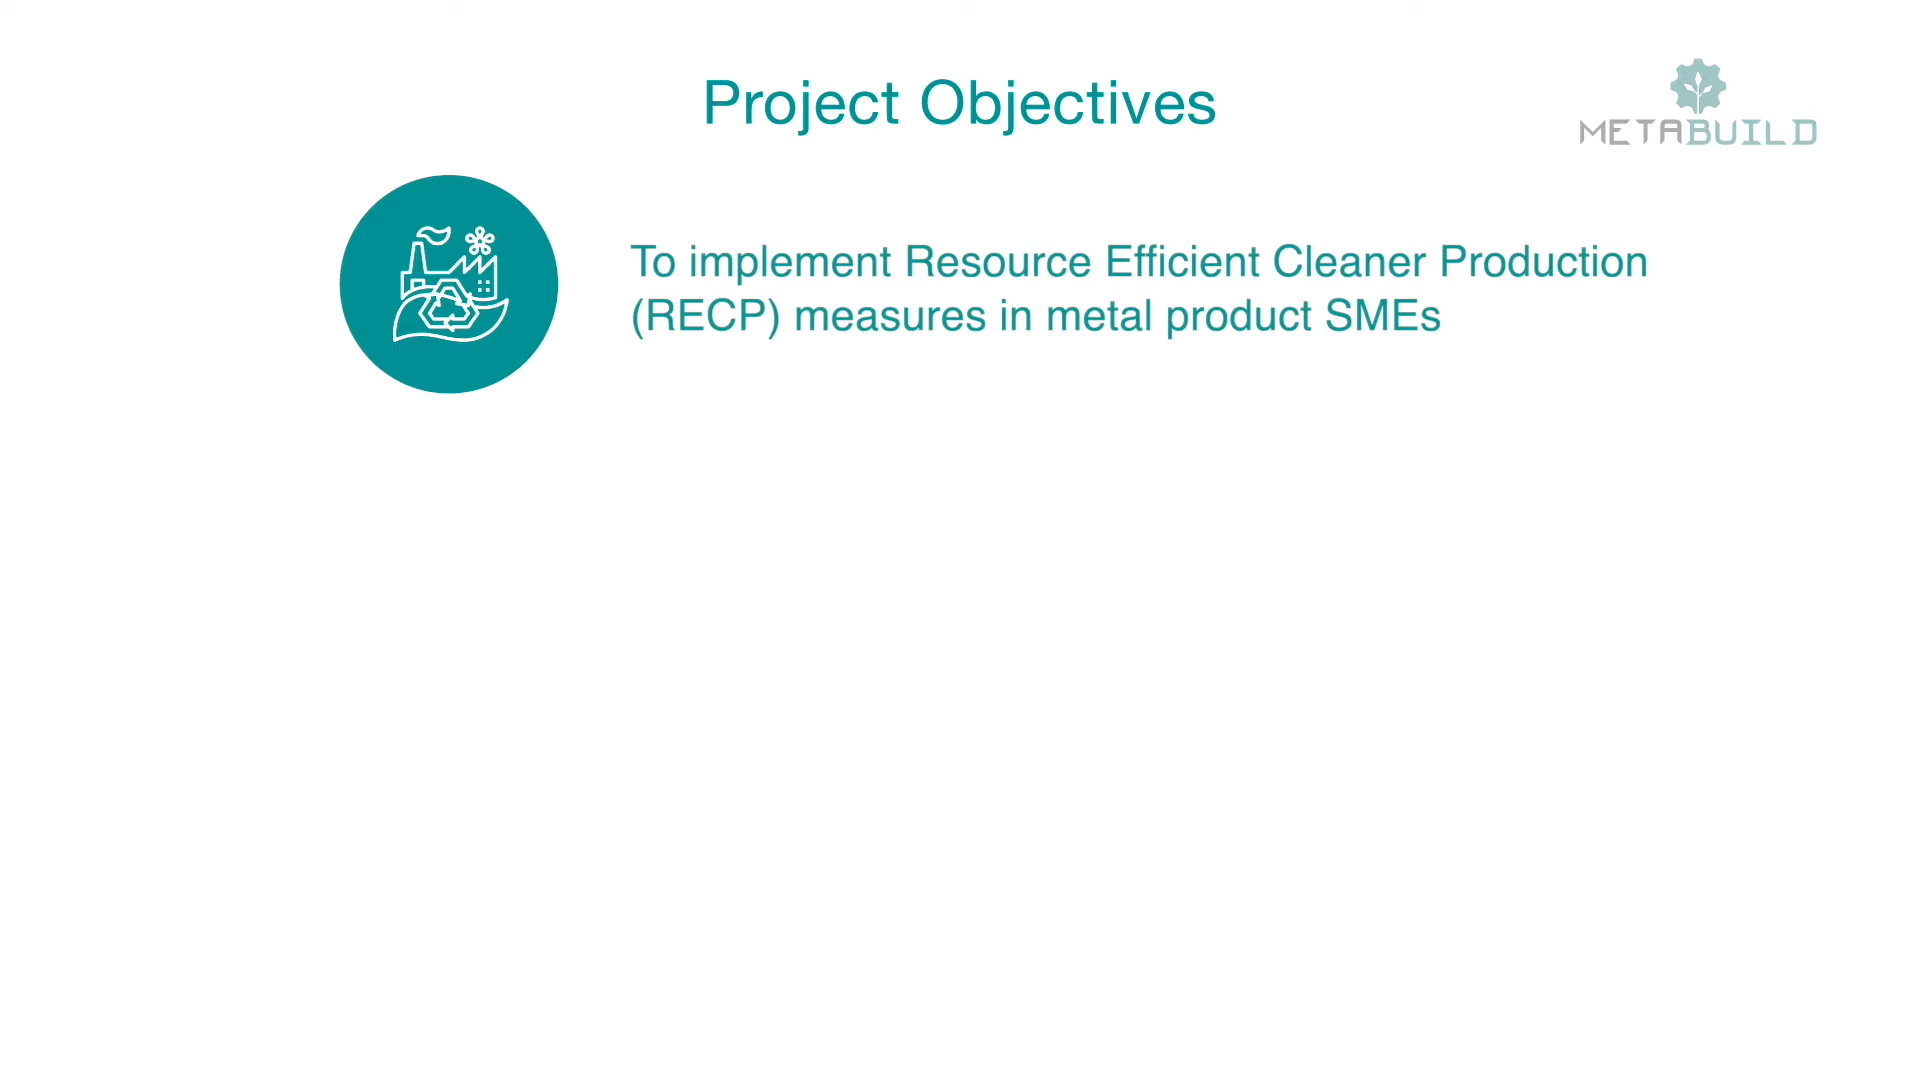 Project Objectives
METABUILD
To implement Resource Efficient Cleaner Production
(RECP) measures in metal product SMEs